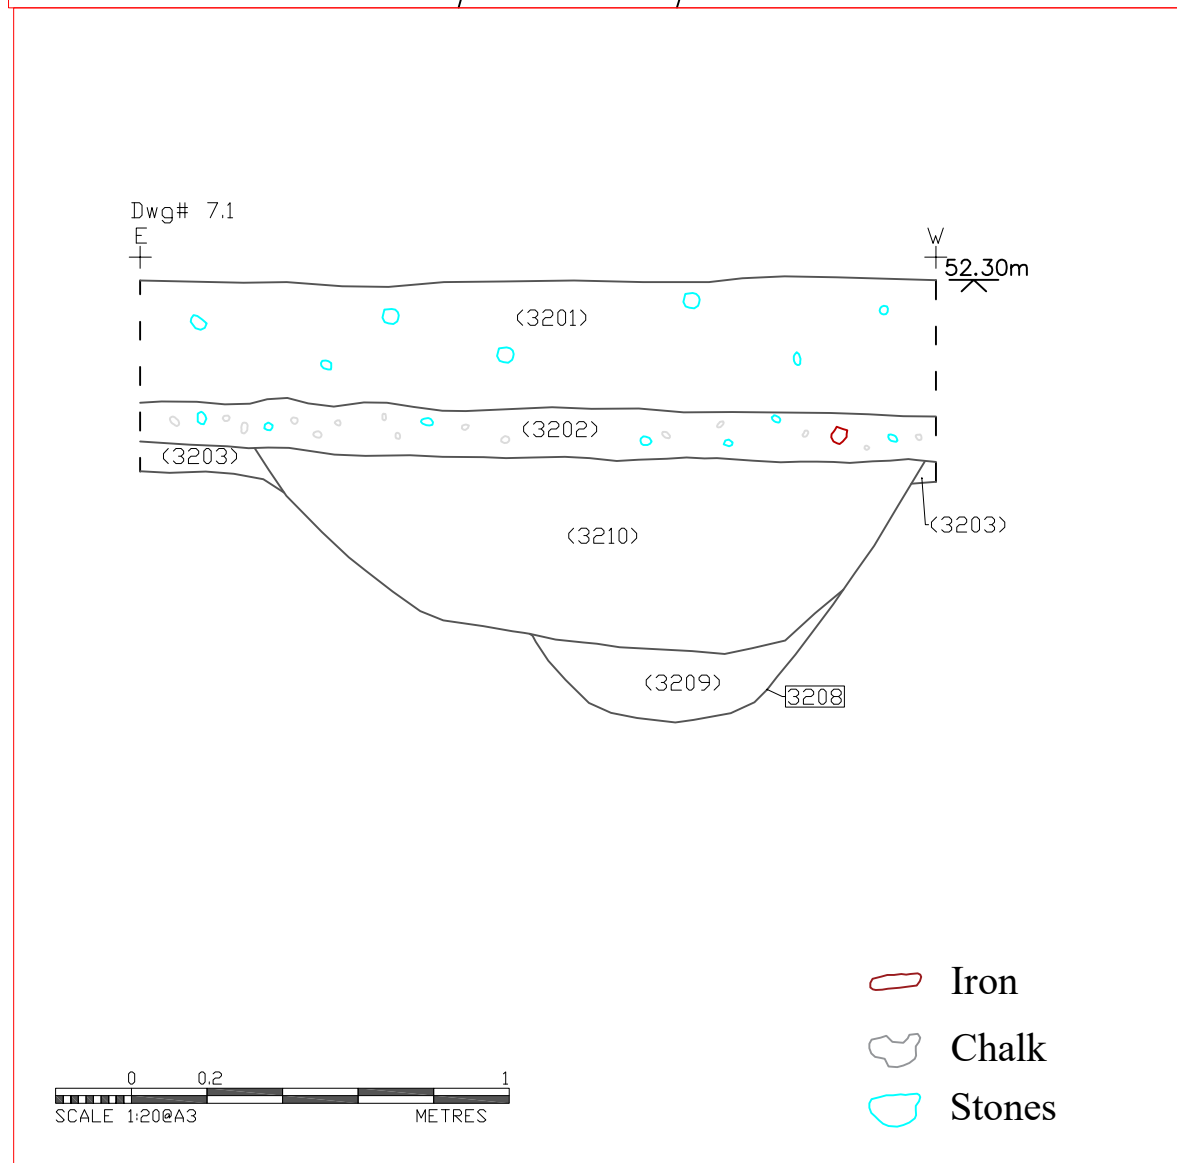 Dwg# 7.1
E
W
52.30m
(3201)
(3202)
(3203)
(3203)
(3210)
(3209)
3208
Iron
Chalk
Stones
0 0.2 1
SCALE 1:20@A3 METRES